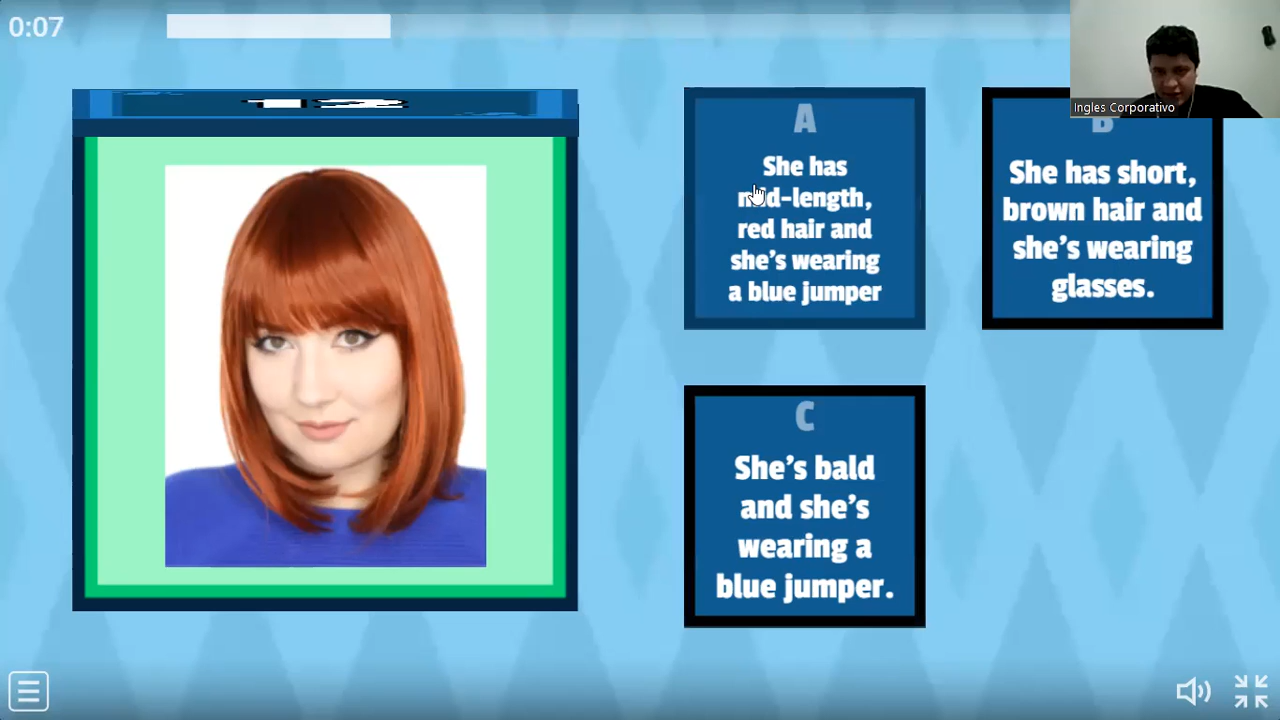 0:07
Ingles Corporativo
A
She has
mid-length,
red hair and
she's wearing
a blue jumper
B
She has short,
brown hair and
she's wearing
glasses.
C
She's bald
and she's
wearing a
blue jumper.